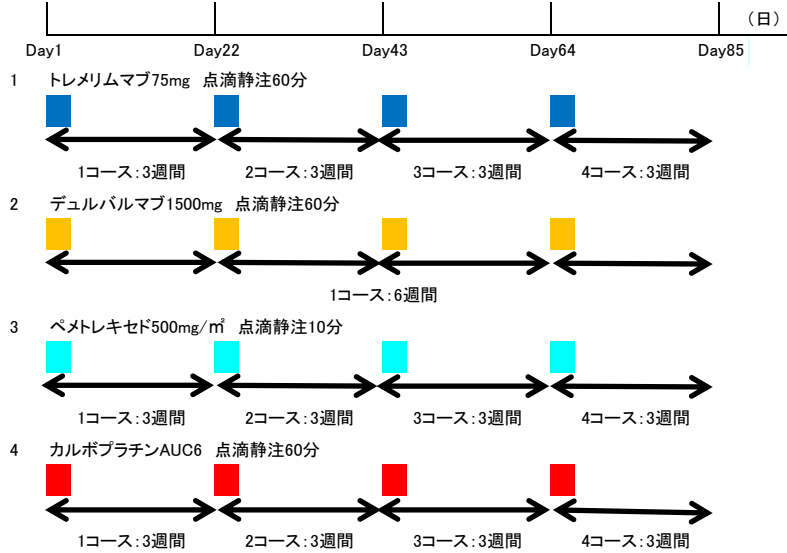 （日）
Day1 Day22 Day43 Day64 Day85
1 トレメリムマブ75mg 点滴静注60分
1コース：3週間 2コース：3週間 3コース：3週間 4コース：3週間
2 デュルバルマブ1500mg 点滴静注60分
1コース：6週間
3 ペメトレキセド500mg/㎡ 点滴静注10分
1コース：3週間 2コース：3週間 3コース：3週間 4コース：3週間
4 カルボプラチンAUC6 点滴静注60分
1コース：3週間 2コース：3週間 3コース：3週間 4コース：3週間